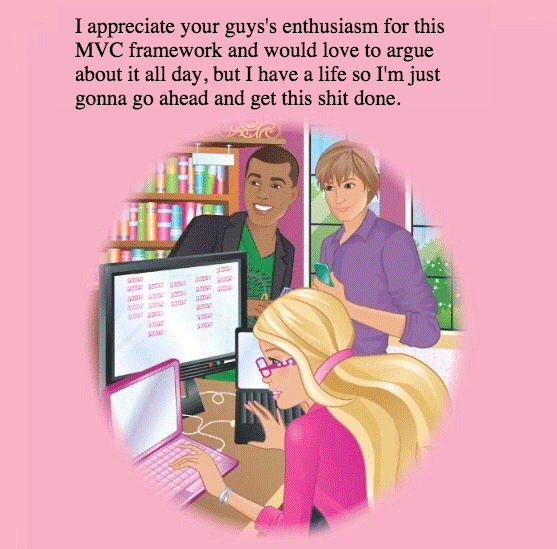 I appreciate your guys's enthusiasm for this
MVC framework and would love to argue
about it all day, but I have a life so I'm just
gonna go ahead and get this shit done.